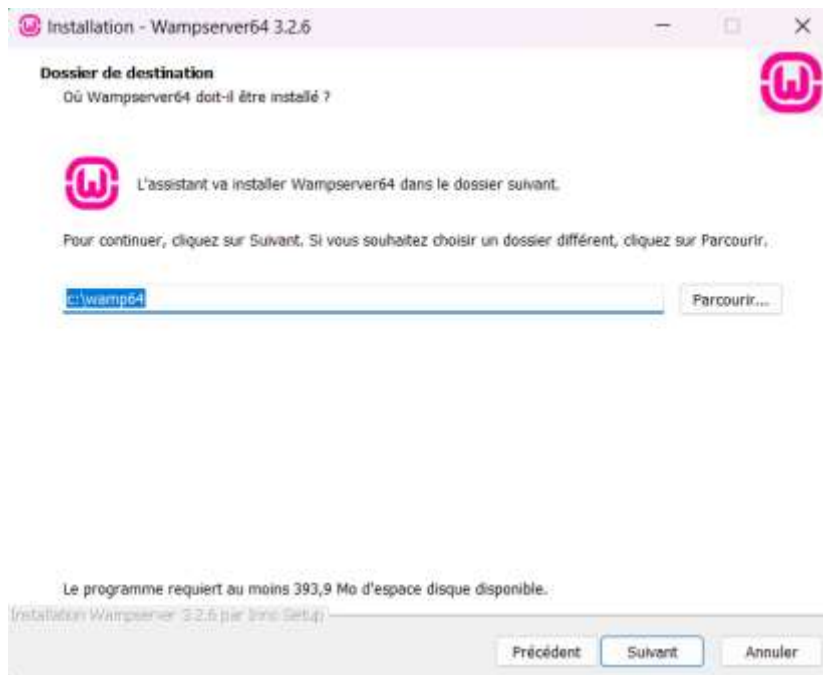 Installation - Wampserver64 3.2.6
Dossier de destination
Où Wampserver64 doit-il être installé ?
L'assistant va installer Wampserver64 dans le dossier suivant.
Pour continuer, cliquez sur Suivant. Si vous souhaitez choisir un dossier différent, cliquez sur Parcourir.
c:\wamp64
Parcourir...
Le programme requiert au moins 393,9 Mo d'espace disque disponible.
Installation Wampserver 3.2.6 par Inno Setup
Précédent
Suivant
Annuler